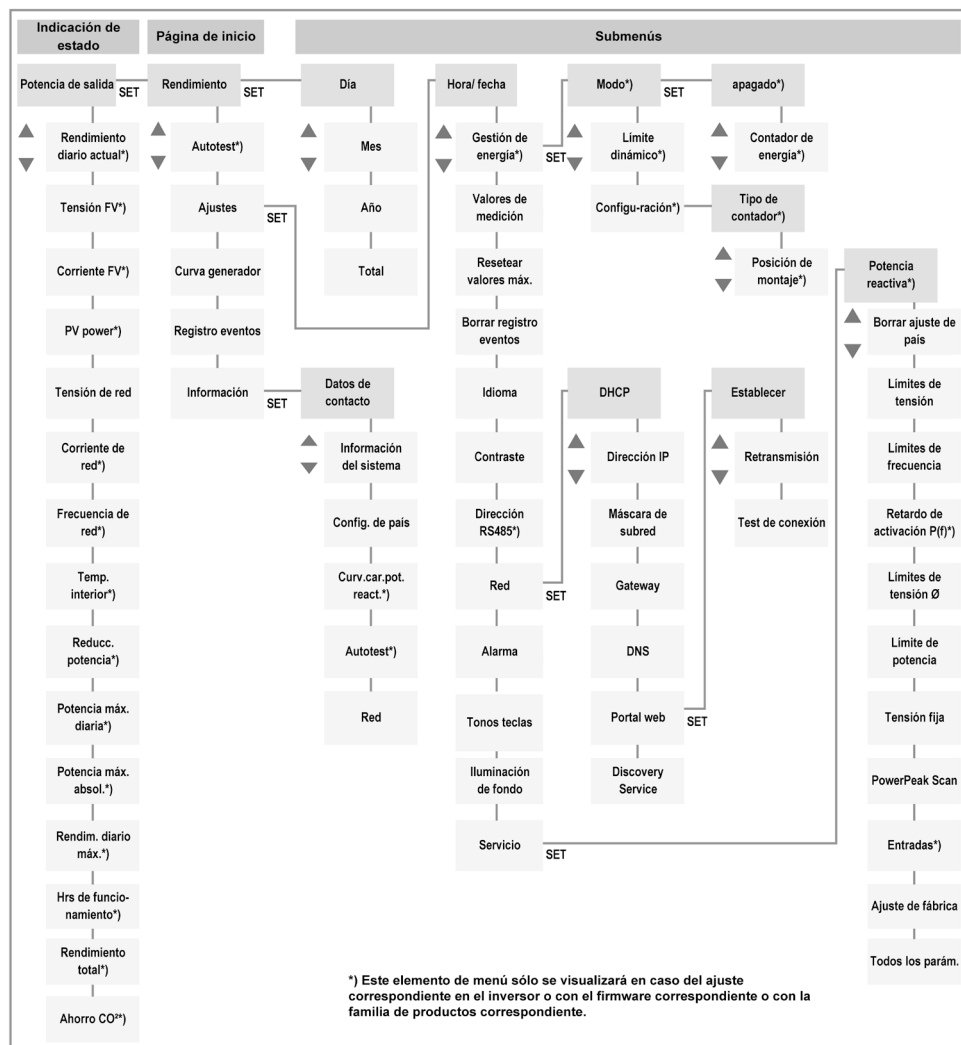 Indicación de
estado
Página de inicio
Submenús
Potencia de salida
SET
Rendimiento
SET
Día
Hora/ fecha
Modo*)
SET
apagado*)
Rendimiento
diario actual*)
Tensión FV*)
Corriente FV*)
PV power*)
Tensión de red
Corriente de
red*)
Frecuencia de
red*)
Temp.
interior*)
Reducc.
potencia*)
Potencia máx.
diaria*)
Potencia máx.
absol.*)
Rendim. diario
máx.*)
Hrs de funcio-
namiento*)
Rendimiento
total*)
Ahorro CO²*)
Autotest*)
Ajustes
SET
Curva generador
Registro eventos
Información
SET
Mes
Año
Total
Datos de
contacto
Información
del sistema
Config. de país
Curv.car.pot.
react.*)
Autotest*)
Red
Gestión de
energía*)
SET
Valores de
medición
Resetear
valores máx.
Borrar registro
eventos
Idioma
Contraste
Dirección
RS485*)
Red
SET
Alarma
Tonos teclas
Iluminación
de fondo
Servicio
SET
Límite
dinámico*)
Configu-ración*)
DHCP
Dirección IP
Máscara de
subred
Gateway
DNS
Portal web
SET
Discovery
Service
Contador de
energía*)
Tipo de
contador*)
Posición de
montaje*)
Establecer
Retransmisión
Test de conexión
Potencia
reactiva*)
Borrar ajuste de
país
Límites de
tensión
Límites de
frecuencia
Retardo de
activación P(f)*)
Límites de
tensión Ø
Límite de
potencia
Tensión fija
PowerPeak Scan
Entradas*)
Ajuste de fábrica
Todos los parám.
*) Este elemento de menú sólo se visualizará en caso del ajuste
correspondiente en el inversor o con el firmware correspondiente o con la
familia de productos correspondiente.